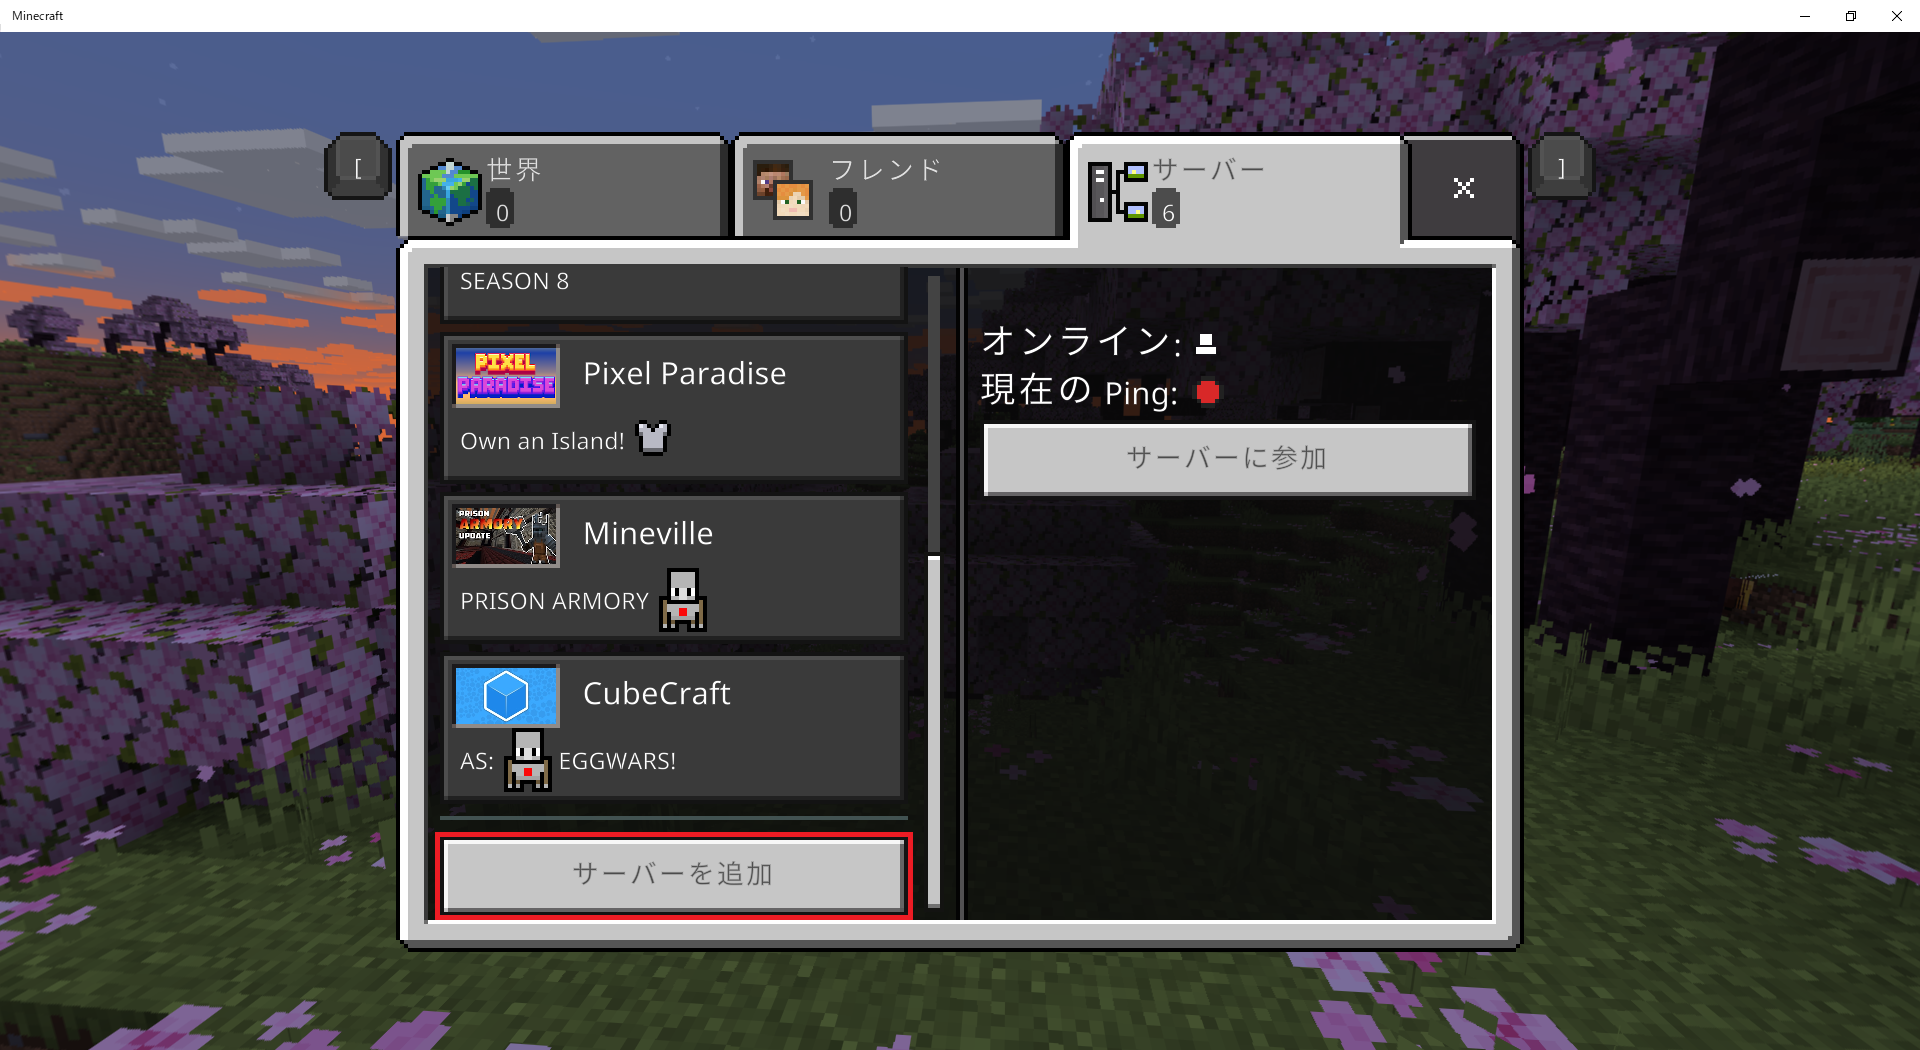 Minecraft
[
世界
0
フレンド
0
サーバー
6
]
SEASON 8
PIXEL
PARADISE
Pixel Paradise
Own an Island!
PRISON
ARMORY
UPDATE
Mineville
PRISON ARMORY
CubeCraft
AS: EGGWARS!
サーバーを追加
オンライン:
現在の Ping:
サーバーに参加